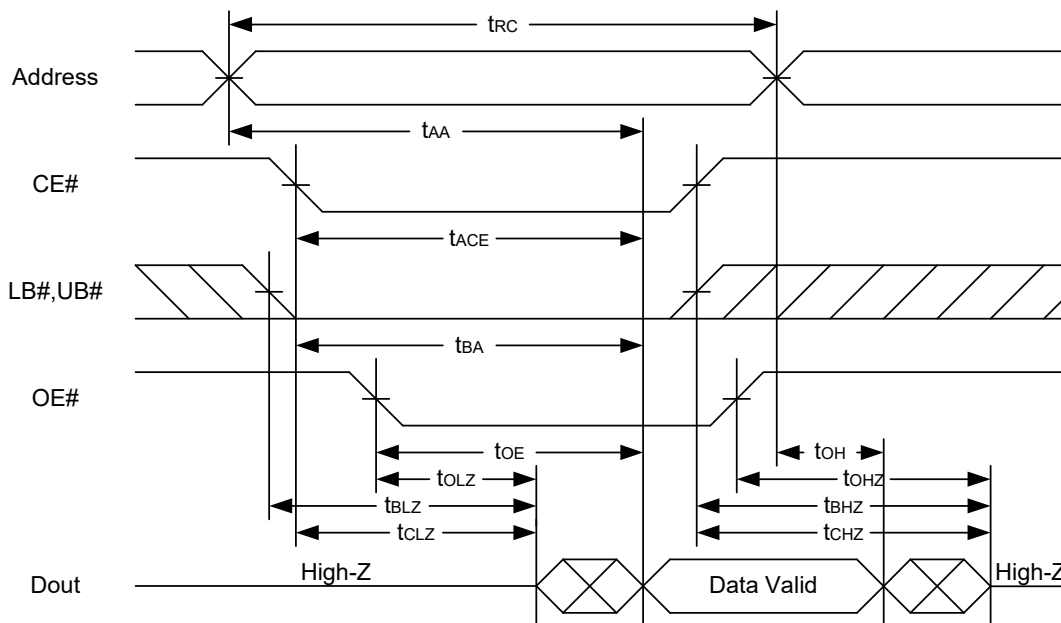 tRC
Address
tAA
CE#
tACE
LB#,UB#
tBA
OE#
tOE
tOH
tOLZ
tOHZ
tBLZ
tBHZ
tCLZ
tCHZ
Dout
High-Z
Data Valid
High-Z